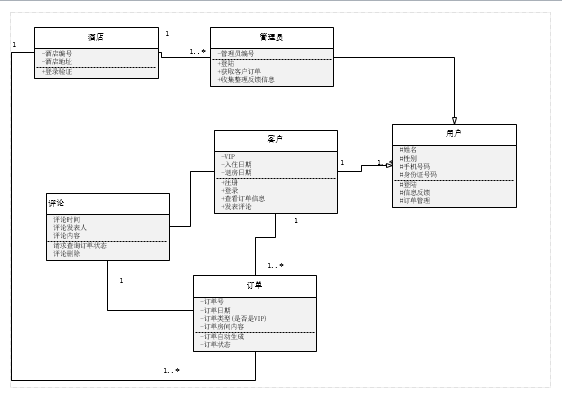 酒店
-酒店编号
-酒店地址
+登录验证
1
1
1..*
管理员
-管理员编号
+登陆
+获取客户订单
+收集整理反馈信息
客户
-VIP
-入住日期
-退房日期
+注册
+登录
+查看订单信息
+发表评论
1
1..*
用户
#姓名
#性别
#手机号码
#身份证号码
#登陆
#信息反馈
#订单管理
评论
评论时间
评论发表人
评论内容
请求查询订单状态
评论删除
1
1
1..*
订单
-订单号
-订单日期
-订单类型(是否是VIP)
-订单房间内容
-订单自动生成
-订单状态
1..*